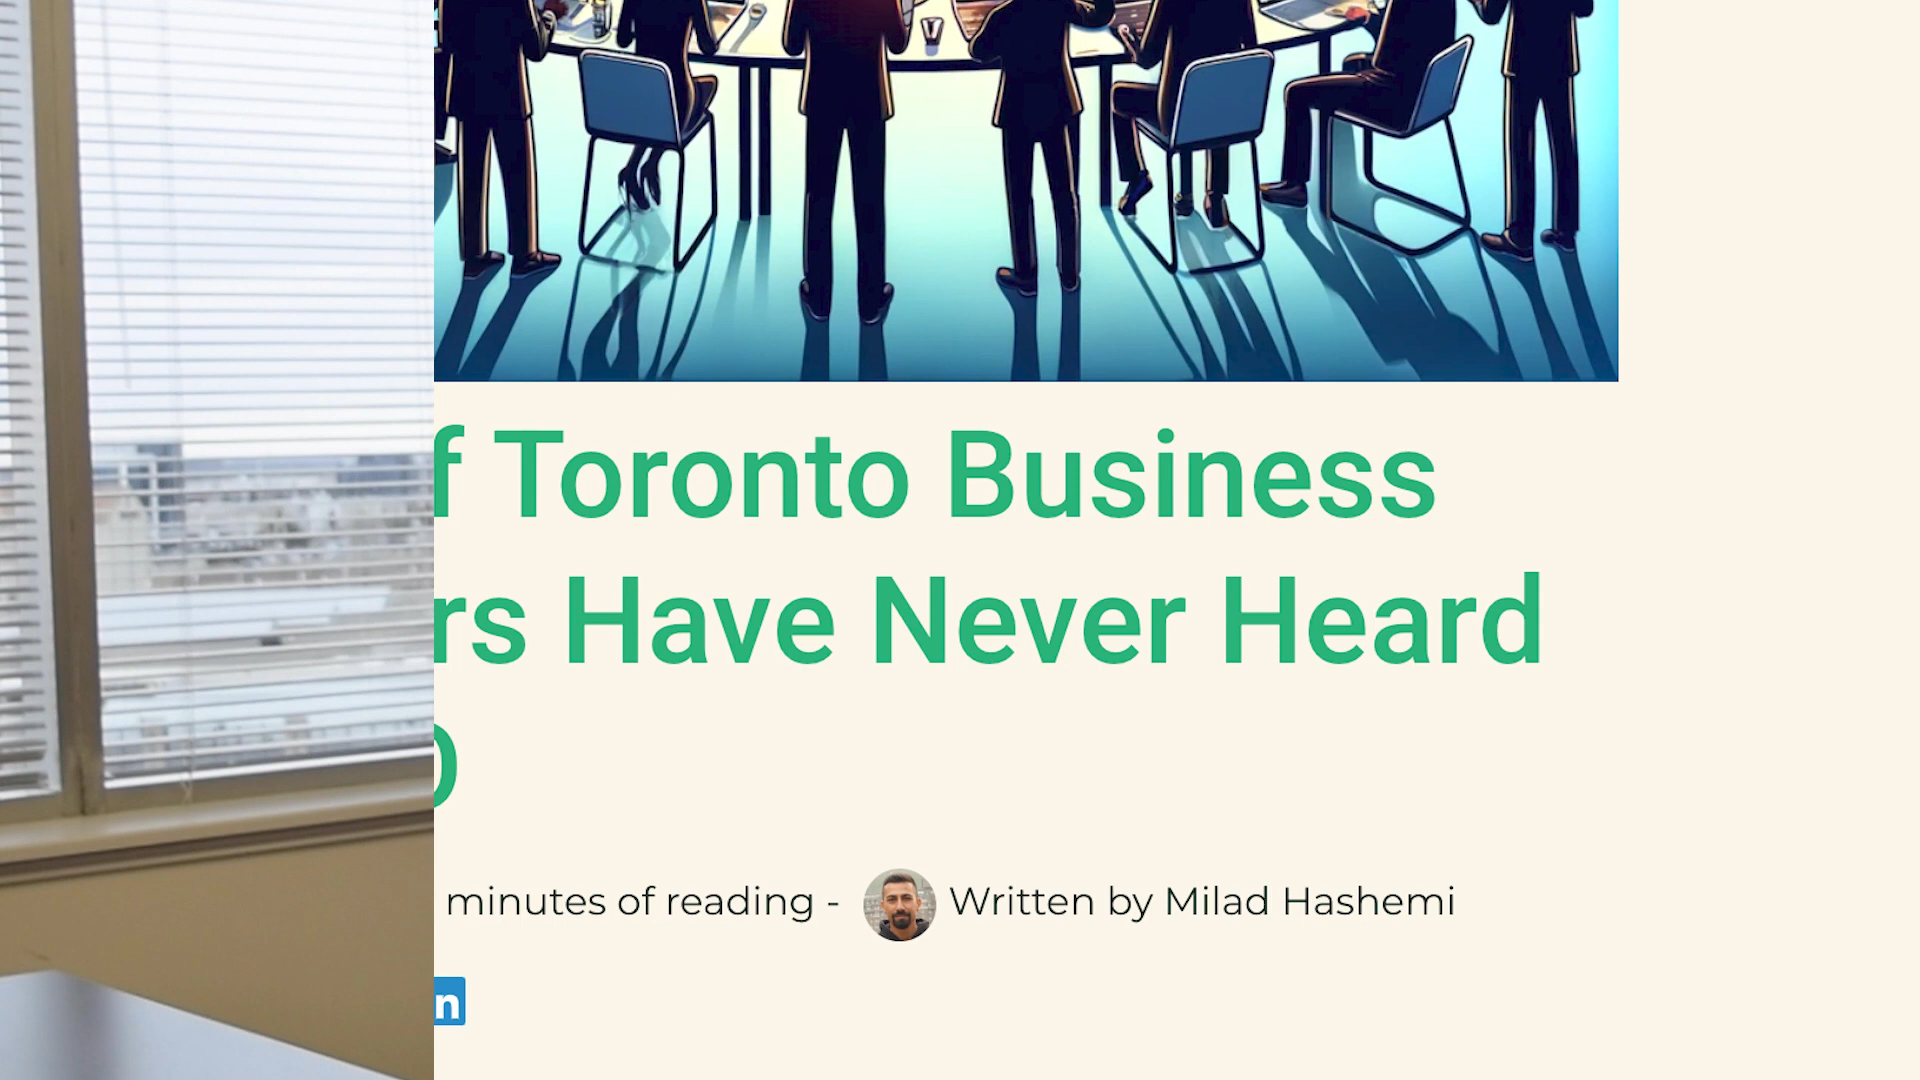 f Toronto Business
rs Have Never Heard
minutes of reading - Written by Milad Hashemi
in